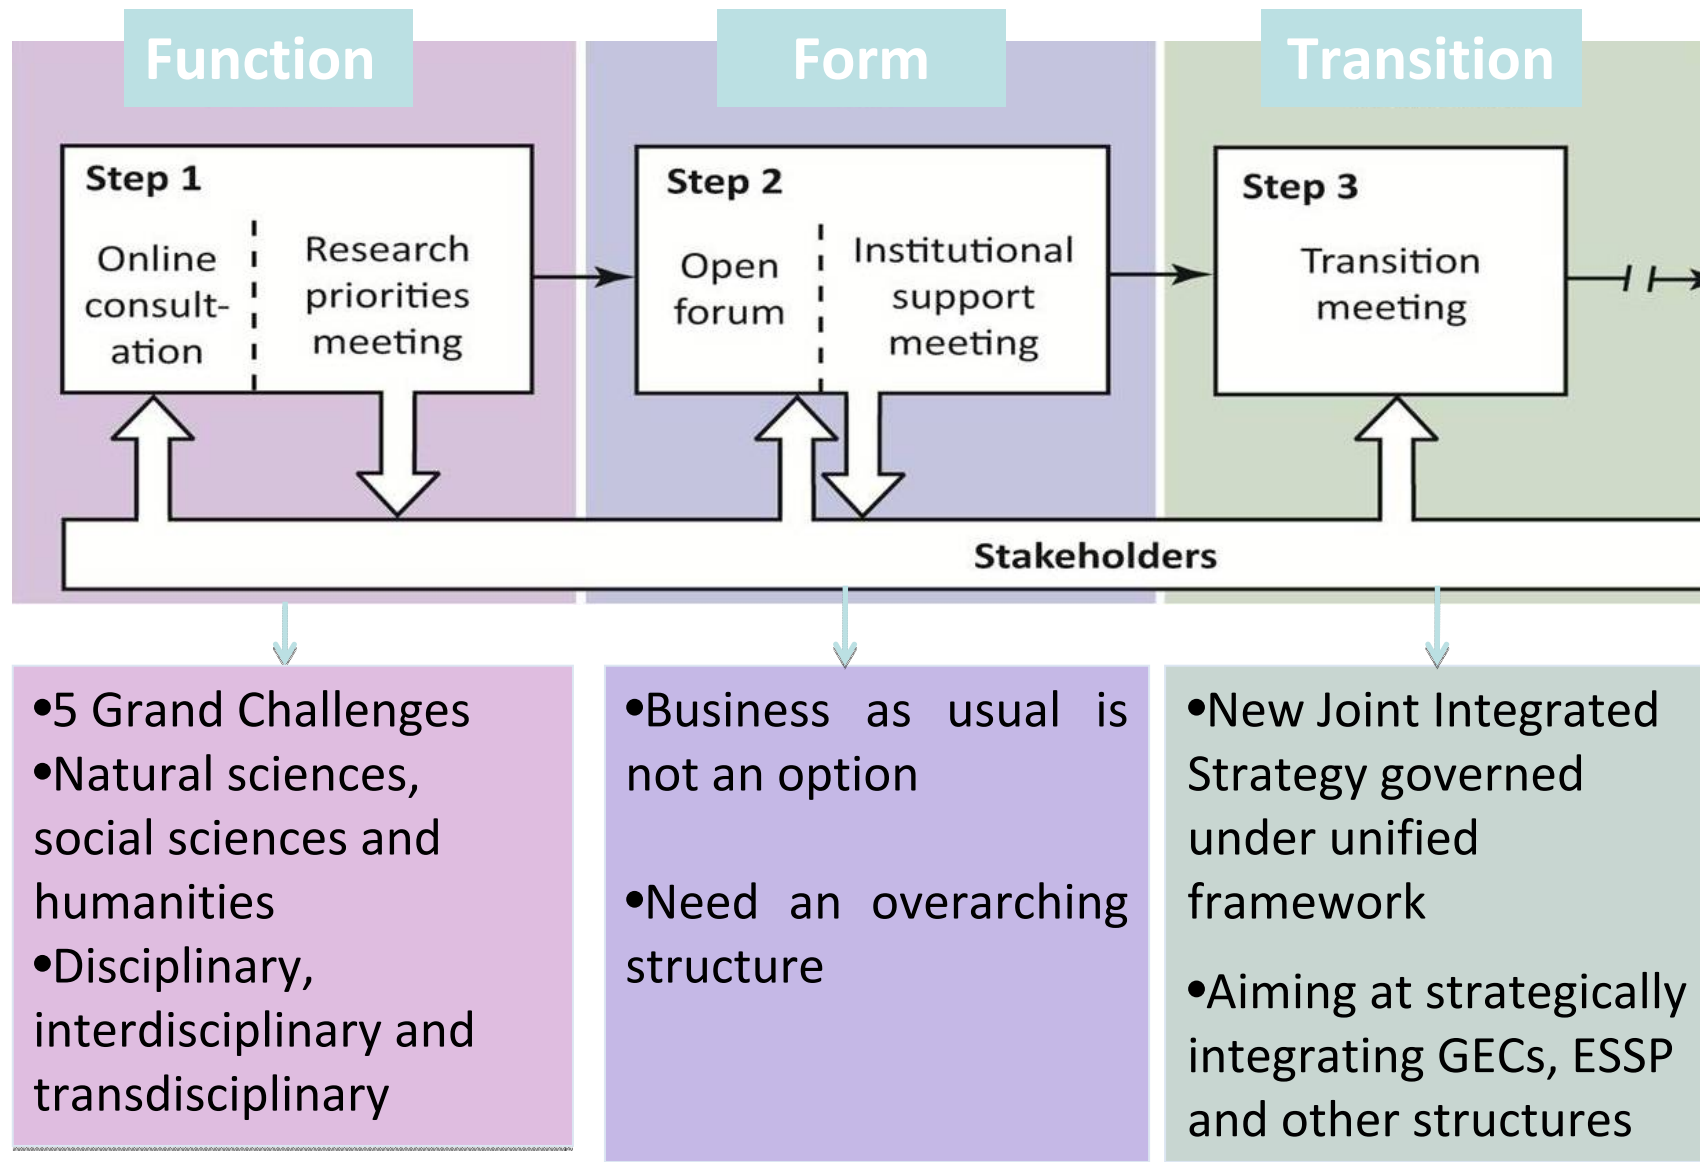 Function
Form
Transition
Step 1
Online
consult-
ation
Research
priorities
meeting
Step 2
Open
forum
Institutional
support
meeting
Step 3
Transition
meeting
Stakeholders
•5 Grand Challenges
•Natural sciences,
social sciences and
humanities
•Disciplinary,
interdisciplinary and
transdisciplinary
•Business as usual is
not an option
•Need an overarching
structure
•New Joint Integrated
Strategy governed
under unified
framework
•Aiming at strategically
integrating GECs, ESSP
and other structures